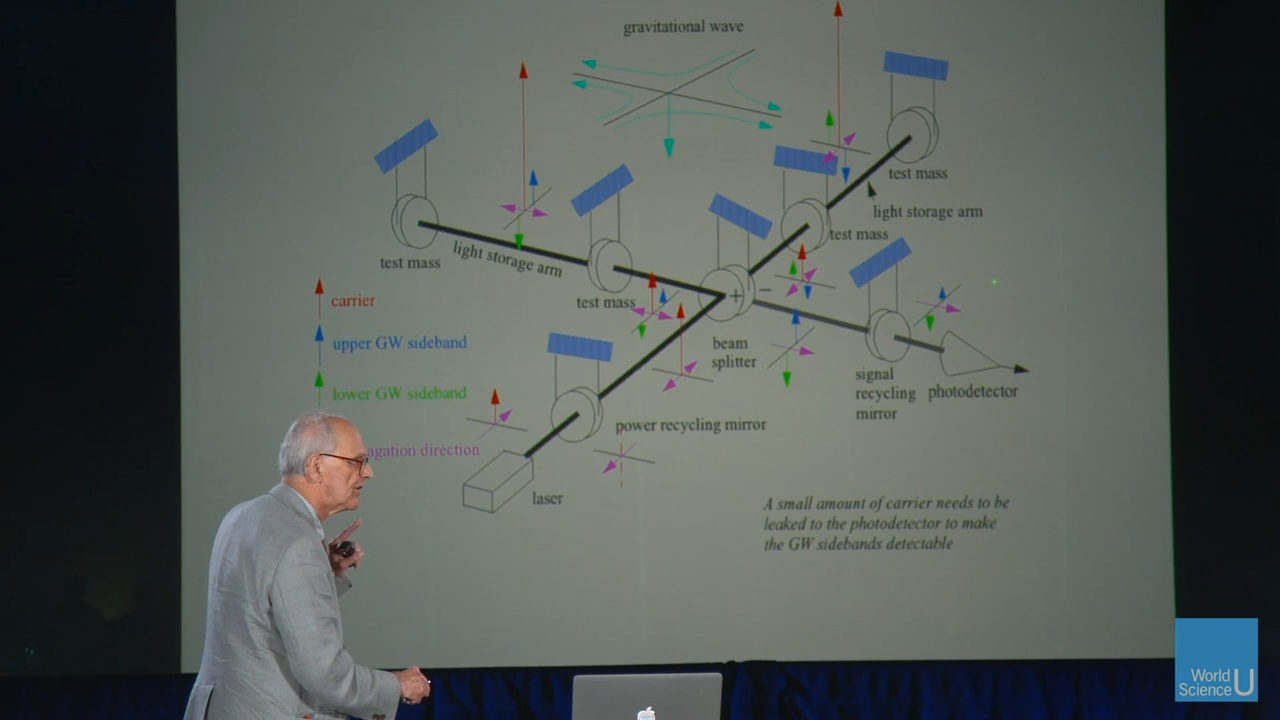 gravitational wave
test mass
light storage arm
test mass
light storage arm
test mass
test mass
carrier
upper GW sideband
lower GW sideband
agation direction
beam
splitter
+
−
signal
recycling
mirror
photodetector
power recycling mirror
laser
A small amount of carrier needs to be
leaked to the photodetector to make
the GW sidebands detectable
World
Science U